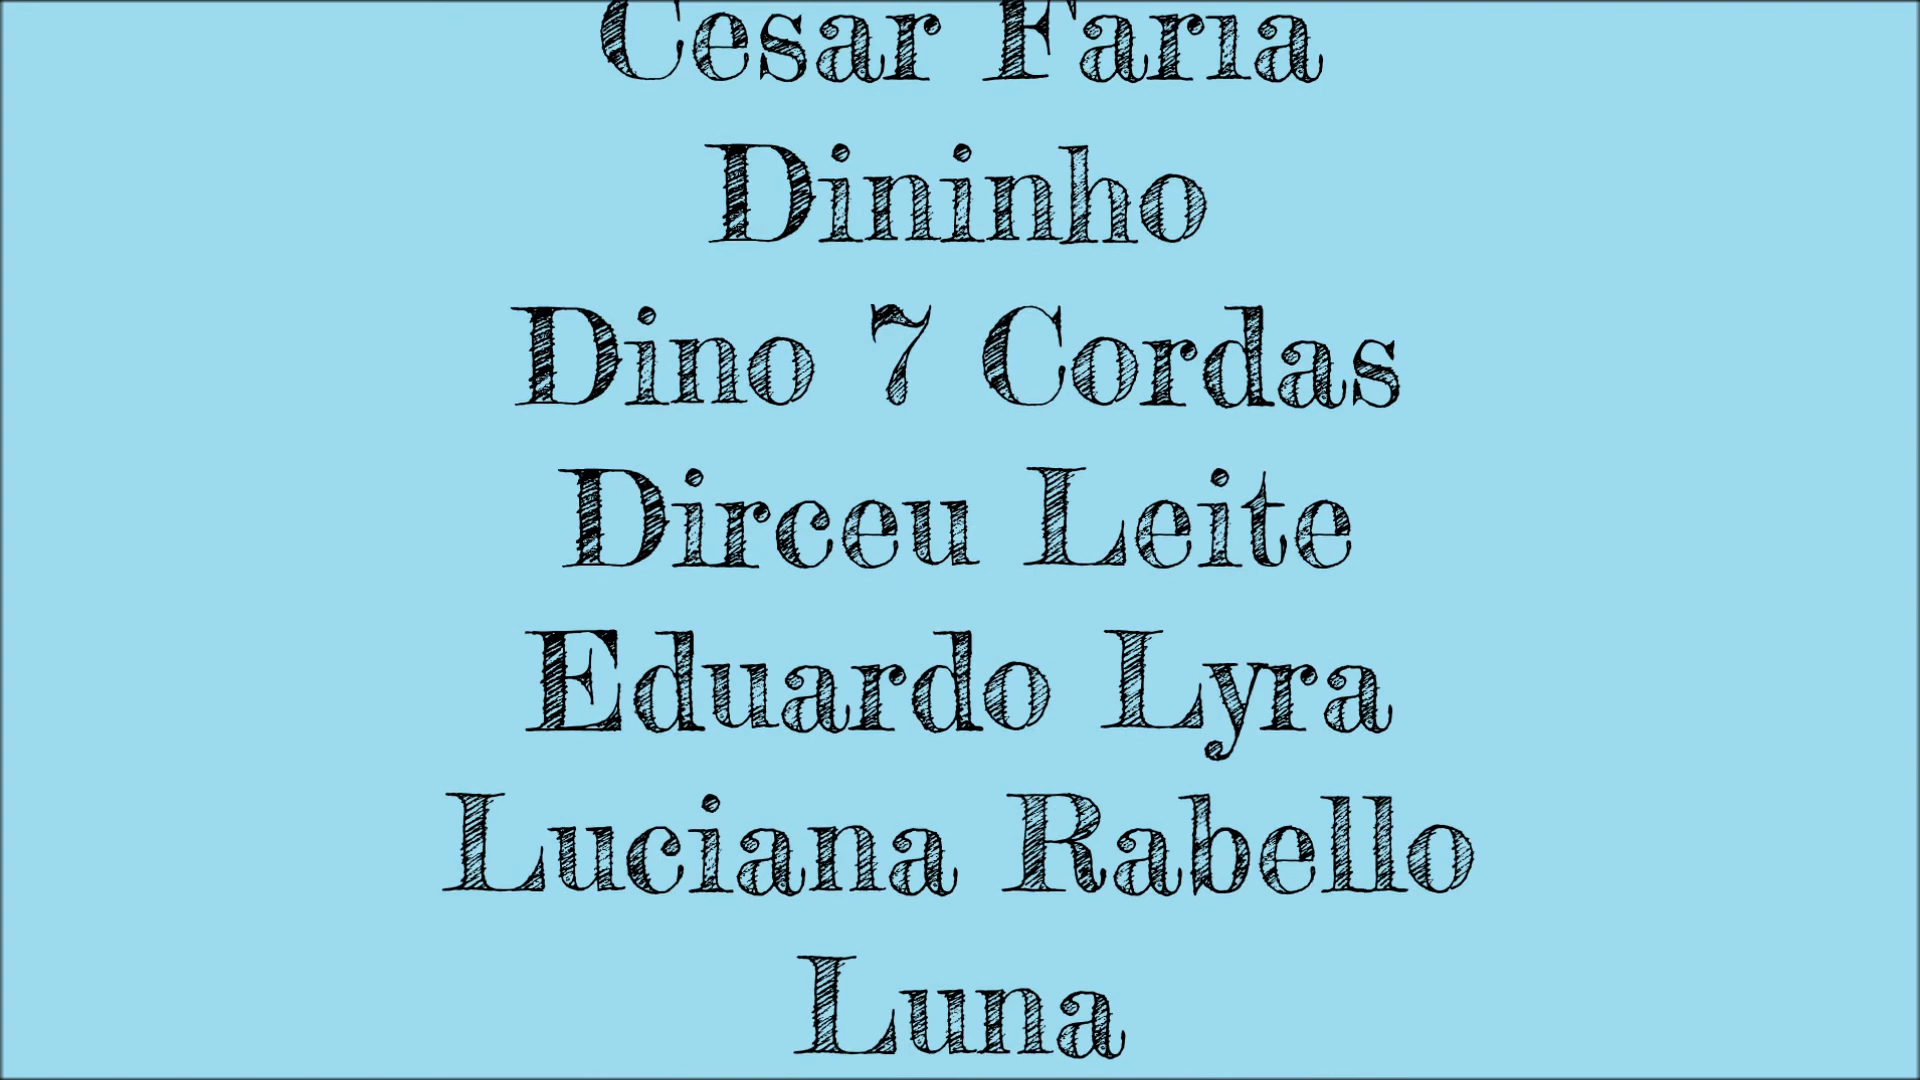 Cesar Faria
Dininho
Dino 7 Cordas
Dirceu Leite
Eduardo Lyra
Luciana Rabello
Luna